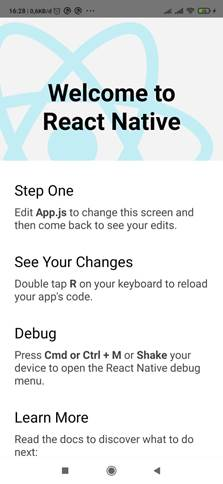 16:28 | 0,6KB/d
Welcome to
React Native
Step One
Edit App.js to change this screen and
then come back to see your edits.
See Your Changes
Double tap R on your keyboard to reload
your app's code.
Debug
Press Cmd or Ctrl + M or Shake your
device to open the React Native debug
menu.
Learn More
Read the docs to discover what to do
next: